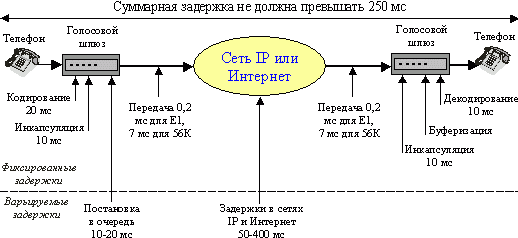 Суммарная задержка не должна превышать 250 мс
Телефон
Голосовой
шлюз
Сеть IP или
Интернет
Голосовой
шлюз
Телефон
Кодирование
20 мс
Инкапсуляция
10 мс
Передача 0,2
мс для E1,
7 мс для 56К
Передача 0,2
мс для E1,
7 мс для 56К
Декодирование
10 мс
Буферизация
Инкапсуляция
10 мс
Фиксированные
задержки
Варьируемые
задержки
Постановка
в очередь
10-20 мс
Задержки в сетях
IP и Интернет
50-400 мс